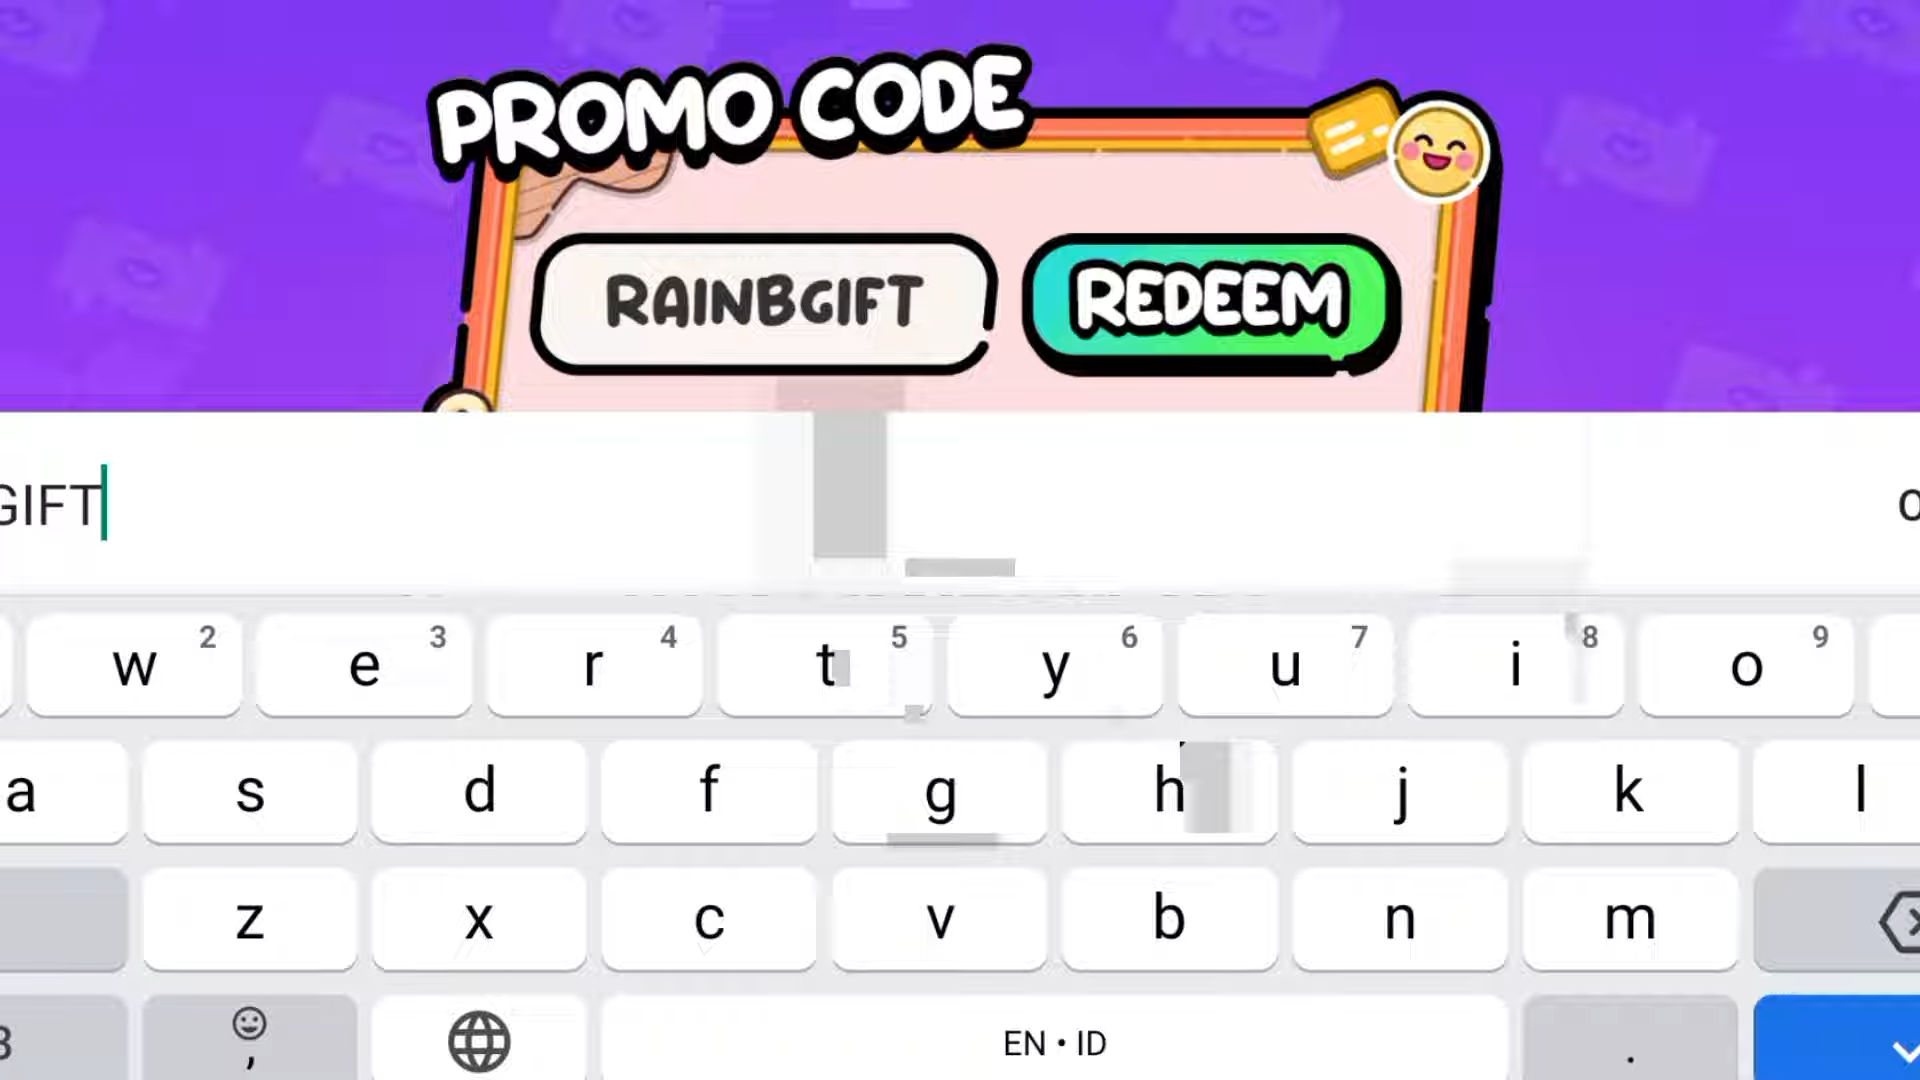 PROMO CODE
RAINBGIFT
REDEEM
GIFT
w 2 e 3 r 4 t 5 y 6 u 7 i 8 o 9
a s d f g h j k l
z x c v b n m
, EN • ID .